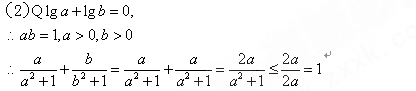 (2)Q lg a+lg b=0,
∴ ab=1,a>0,b>0
∴ a/(a²+1)+b/(b²+1)=a/(a²+1)+a/(a²+1)=2a/(a²+1)≤2a/2a=1↵